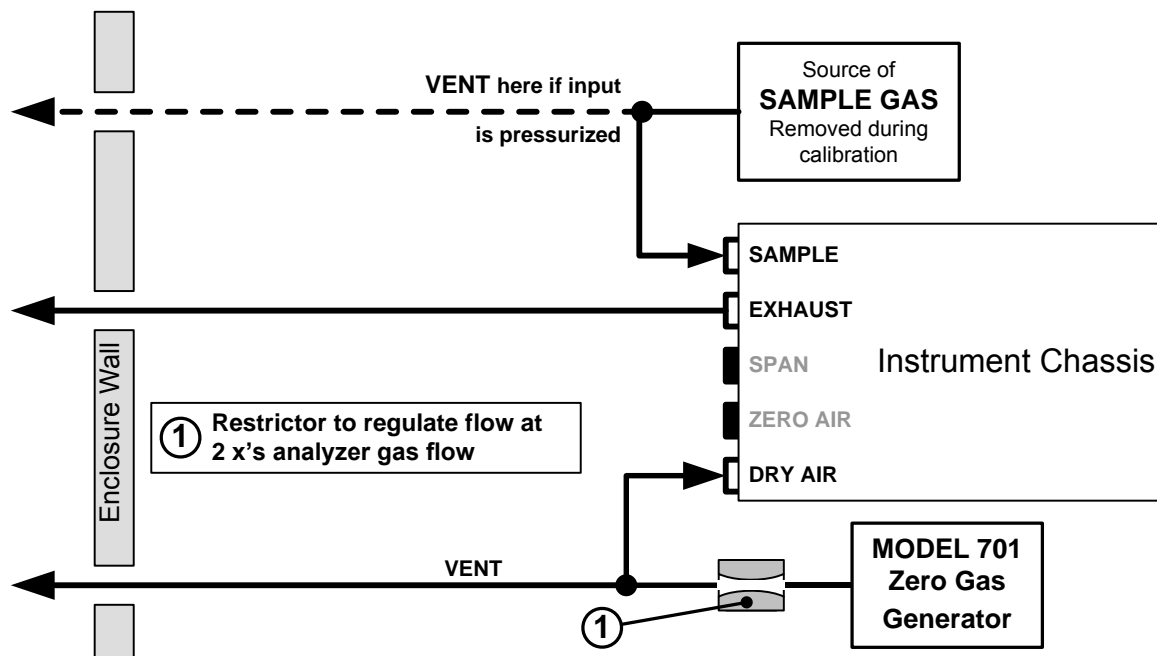 VENT here if input
is pressurized
Source of
SAMPLE GAS
Removed during
calibration
SAMPLE
EXHAUST
SPAN
ZERO AIR
DRY AIR
Instrument Chassis
Enclosure Wall
1 Restrictor to regulate flow at
2 x's analyzer gas flow
VENT
1
MODEL 701
Zero Gas
Generator